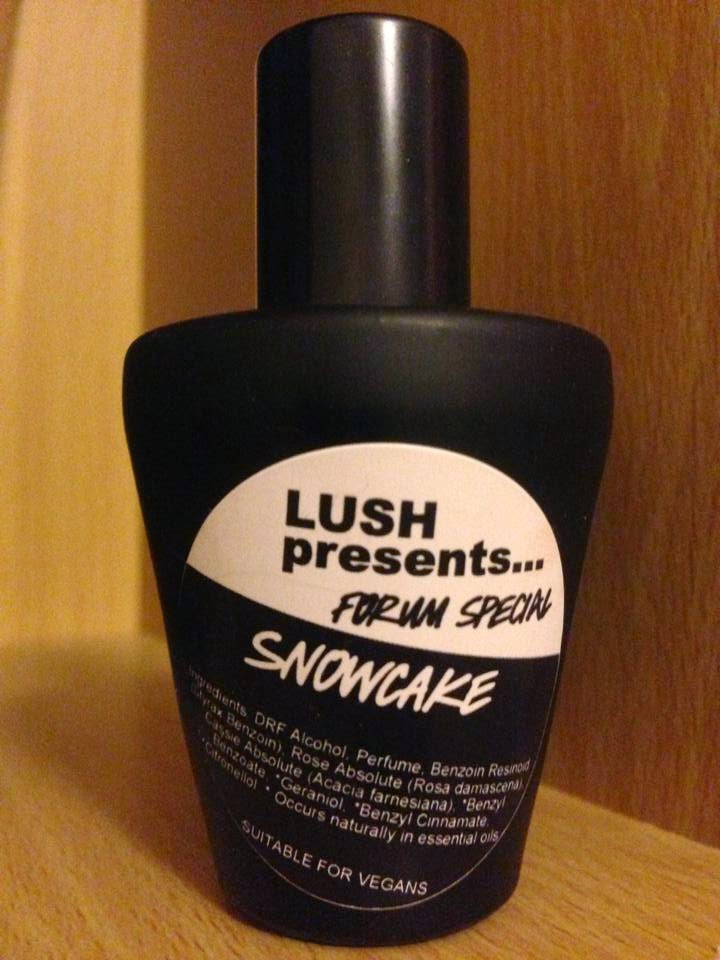 LUSH
presents...
FORUM SPECIAL
SNOWCAKE
Ingredients. DRF Alcohol, Perfume, Benzoin Resinoid
(Styrax Benzoin), Rose Absolute (Rosa damascena),
Cassie Absolute (Acacia farnesiana), *Benzyl
Benzoate, *Geraniol, *Benzyl Cinnamate,
*Citronellol * Occurs naturally in essential oils.
SUITABLE FOR VEGANS